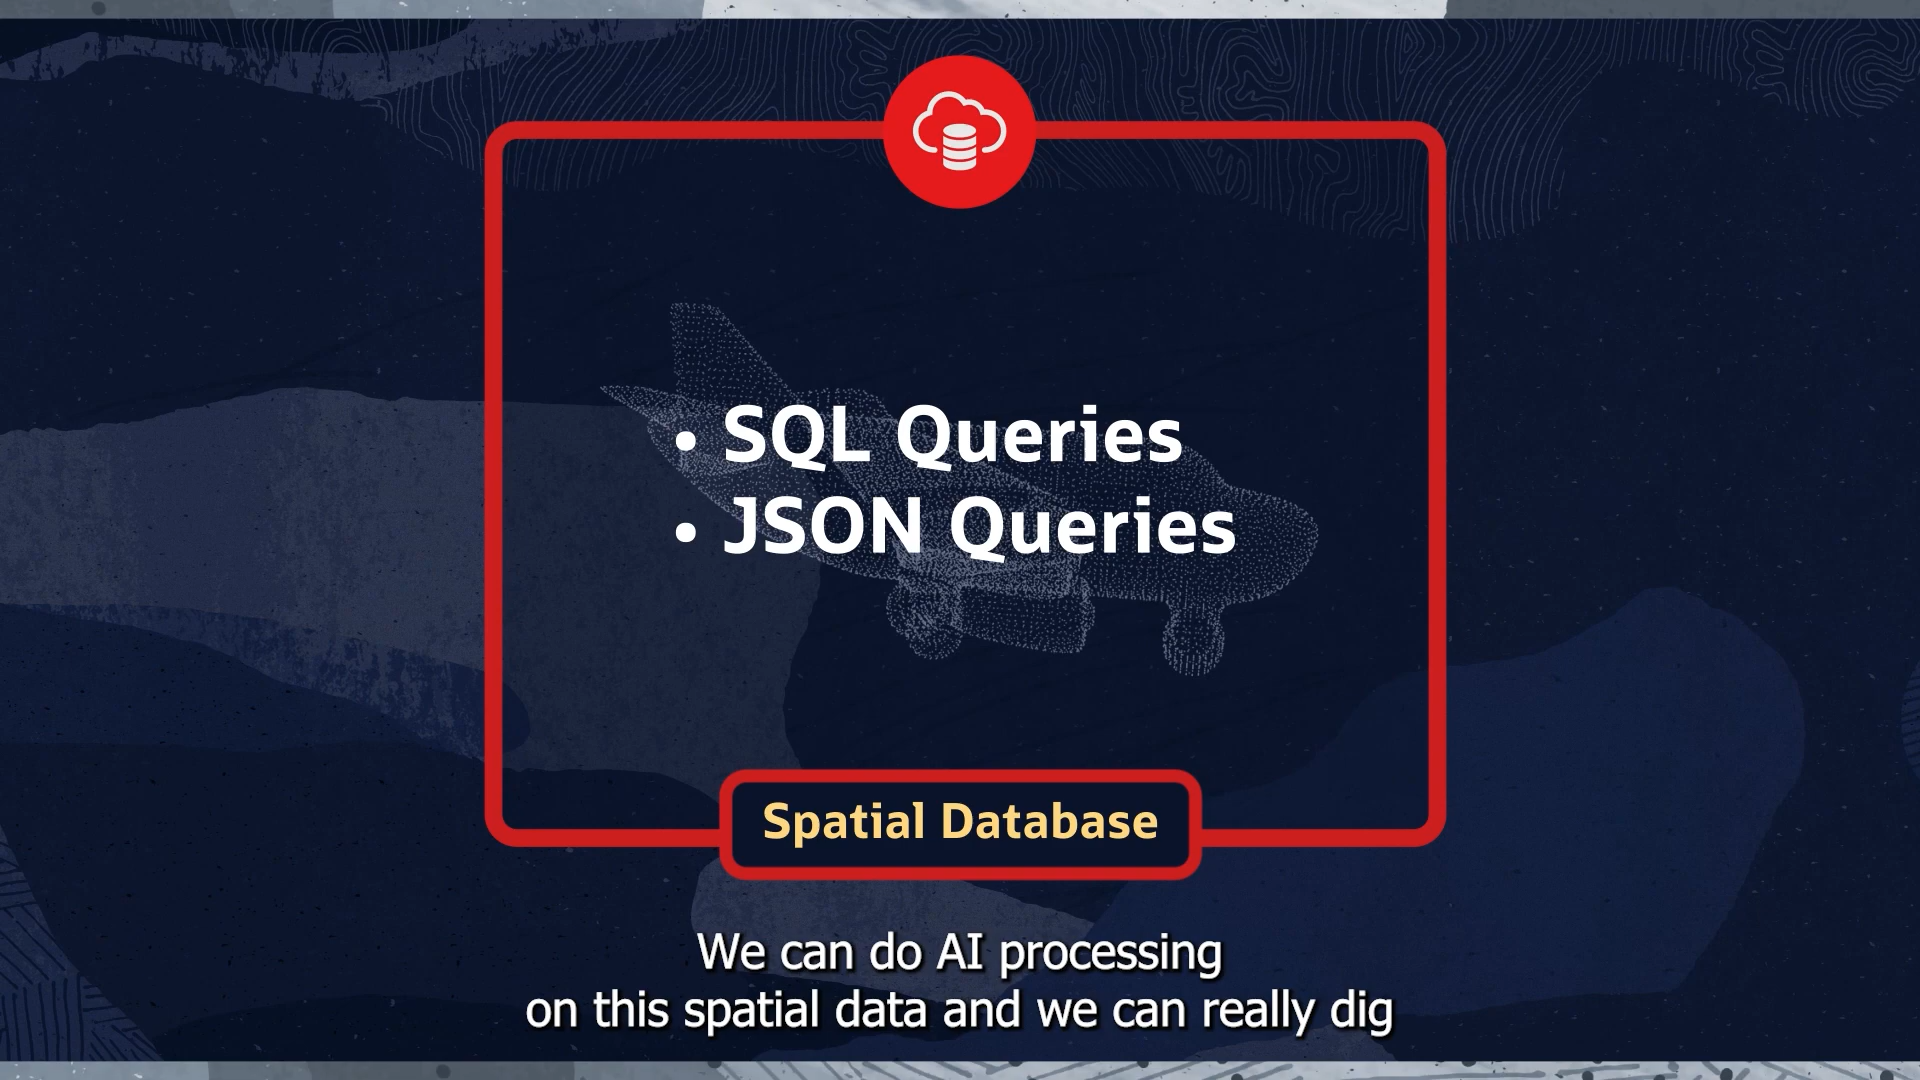 • SQL Queries
• JSON Queries
Spatial Database
We can do AI processing
on this spatial data and we can really dig